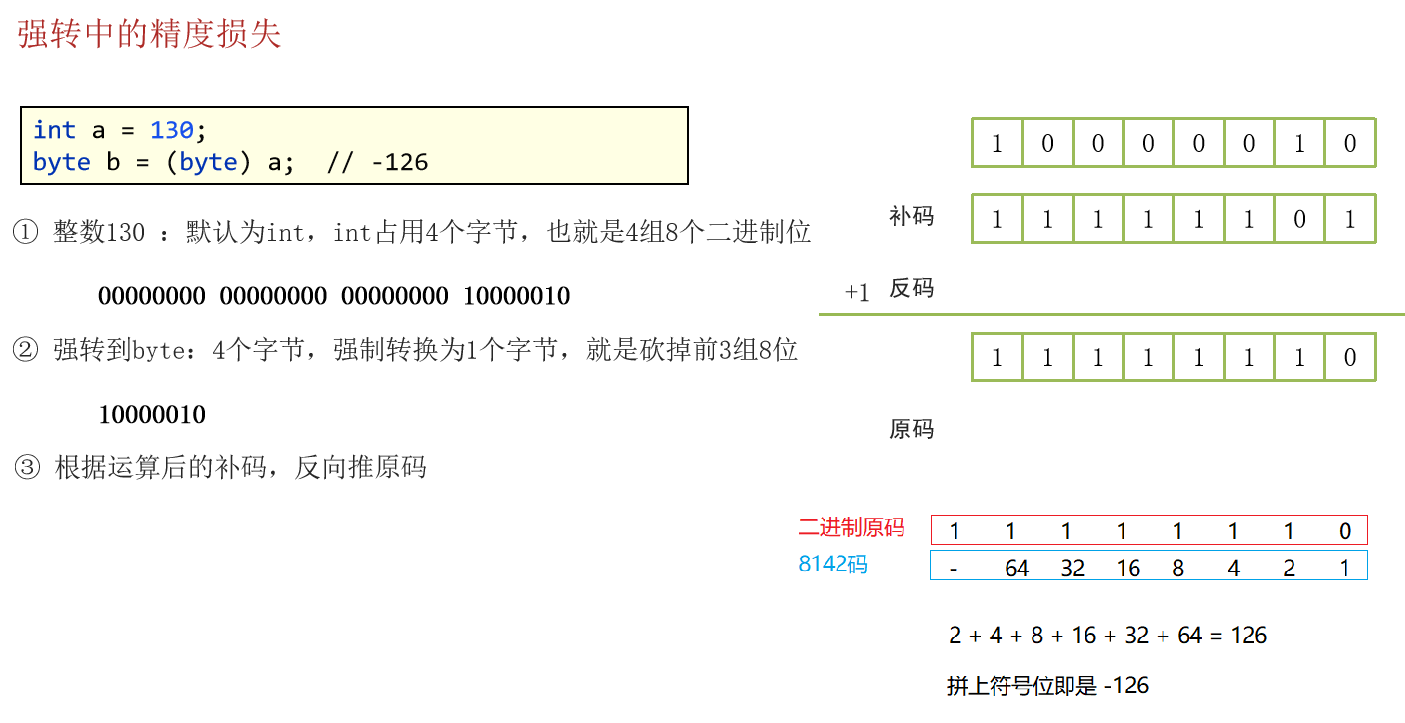 强转中的精度损失
int a = 130;
byte b = (byte) a;  // -126
① 整数130 ：默认为int，int占用4个字节，也就是4组8个二进制位
00000000 00000000 00000000 10000010
② 强转到byte：4个字节，强制转换为1个字节，就是砍掉前3组8位
10000010
③ 根据运算后的补码，反向推原码
1 0 0 0 0 0 1 0
补码 1 1 1 1 1 1 0 1
+1 反码
1 1 1 1 1 1 1 0
原码
二进制原码 1 1 1 1 1 1 1 0
8142码 - 64 32 16 8 4 2 1
2 + 4 + 8 + 16 + 32 + 64 = 126
拼上符号位即是 -126